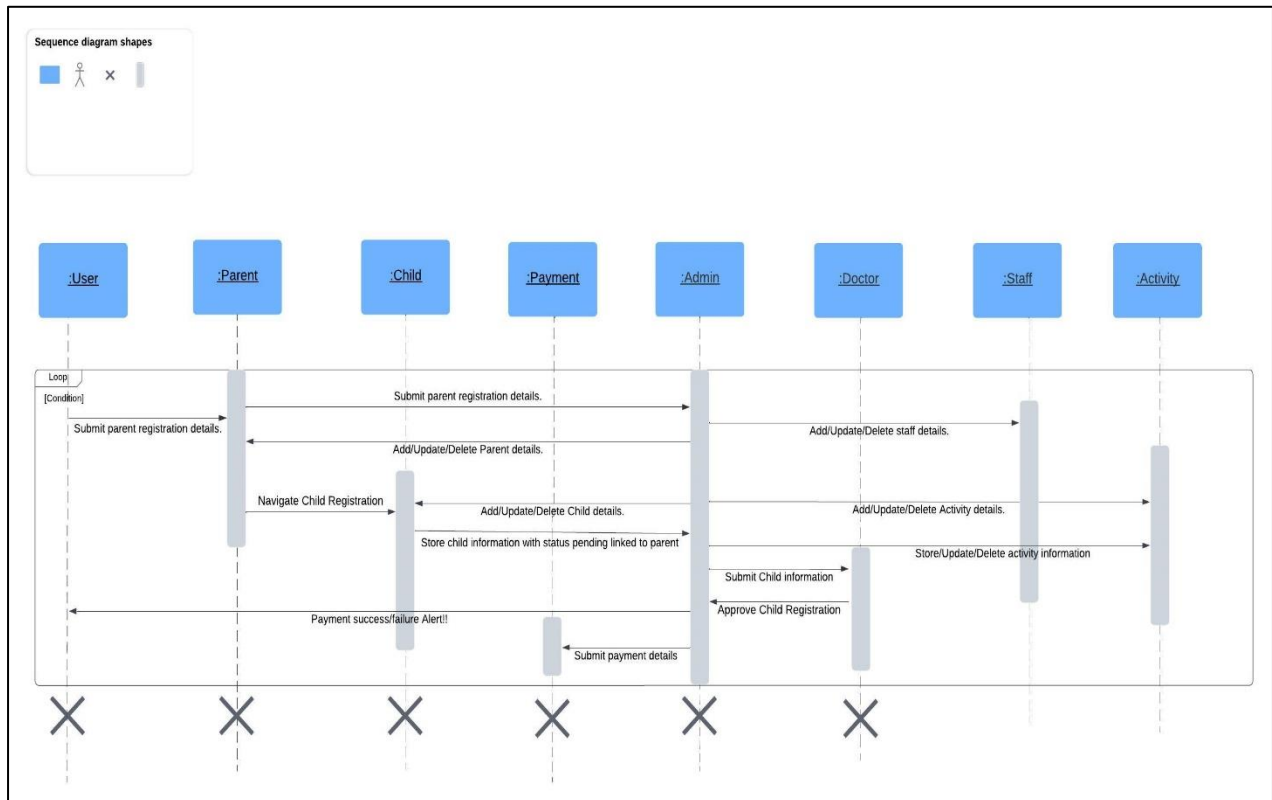 Sequence diagram shapes
:User
:Parent
:Child
:Payment
:Admin
:Doctor
:Staff
:Activity
Loop
[Condition]
Submit parent registration details.
Submit parent registration details.
Add/Update/Delete staff details.
Add/Update/Delete Parent details.
Navigate Child Registration
Add/Update/Delete Child details.
Add/Update/Delete Activity details.
Store child information with status pending linked to parent
Store/Update/Delete activity information
Submit Child information
Approve Child Registration
Payment success/failure Alert!!
Submit payment details